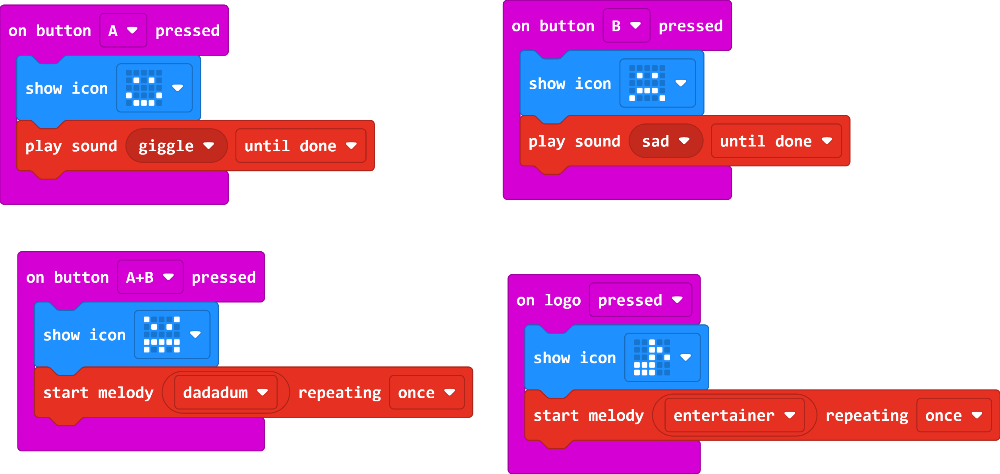 on button A pressed
show icon
play sound giggle until done
on button B pressed
show icon
play sound sad until done
on button A+B pressed
show icon
start melody dadadum repeating once
on logo pressed
show icon
start melody entertainer repeating once